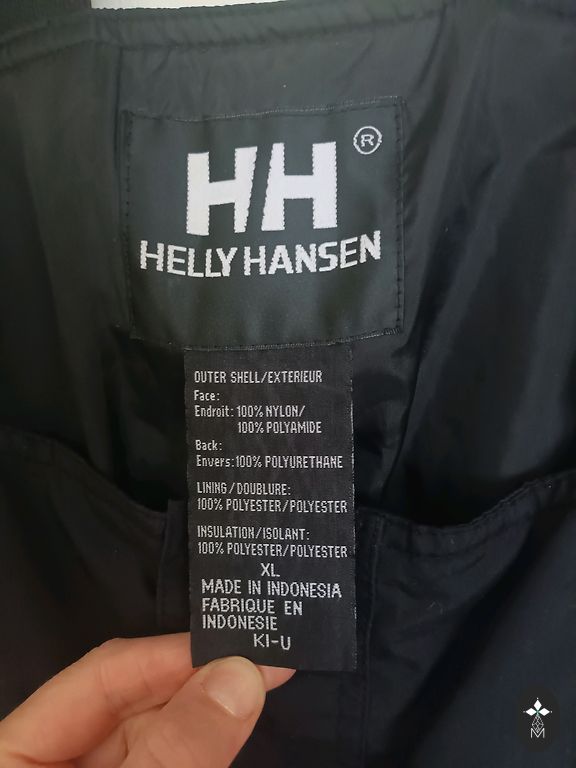 HH®
HELLY HANSEN
OUTER SHELL/EXTERIEUR
Face:
Endroit: 100% NYLON/
100% POLYAMIDE
Back:
Envers: 100% POLYURETHANE
LINING/DOUBLURE:
100% POLYESTER/POLYESTER
INSULATION/ISOLANT:
100% POLYESTER/POLYESTER
XL
MADE IN INDONESIA
FABRIQUE EN
INDONESIE
KI-U
M